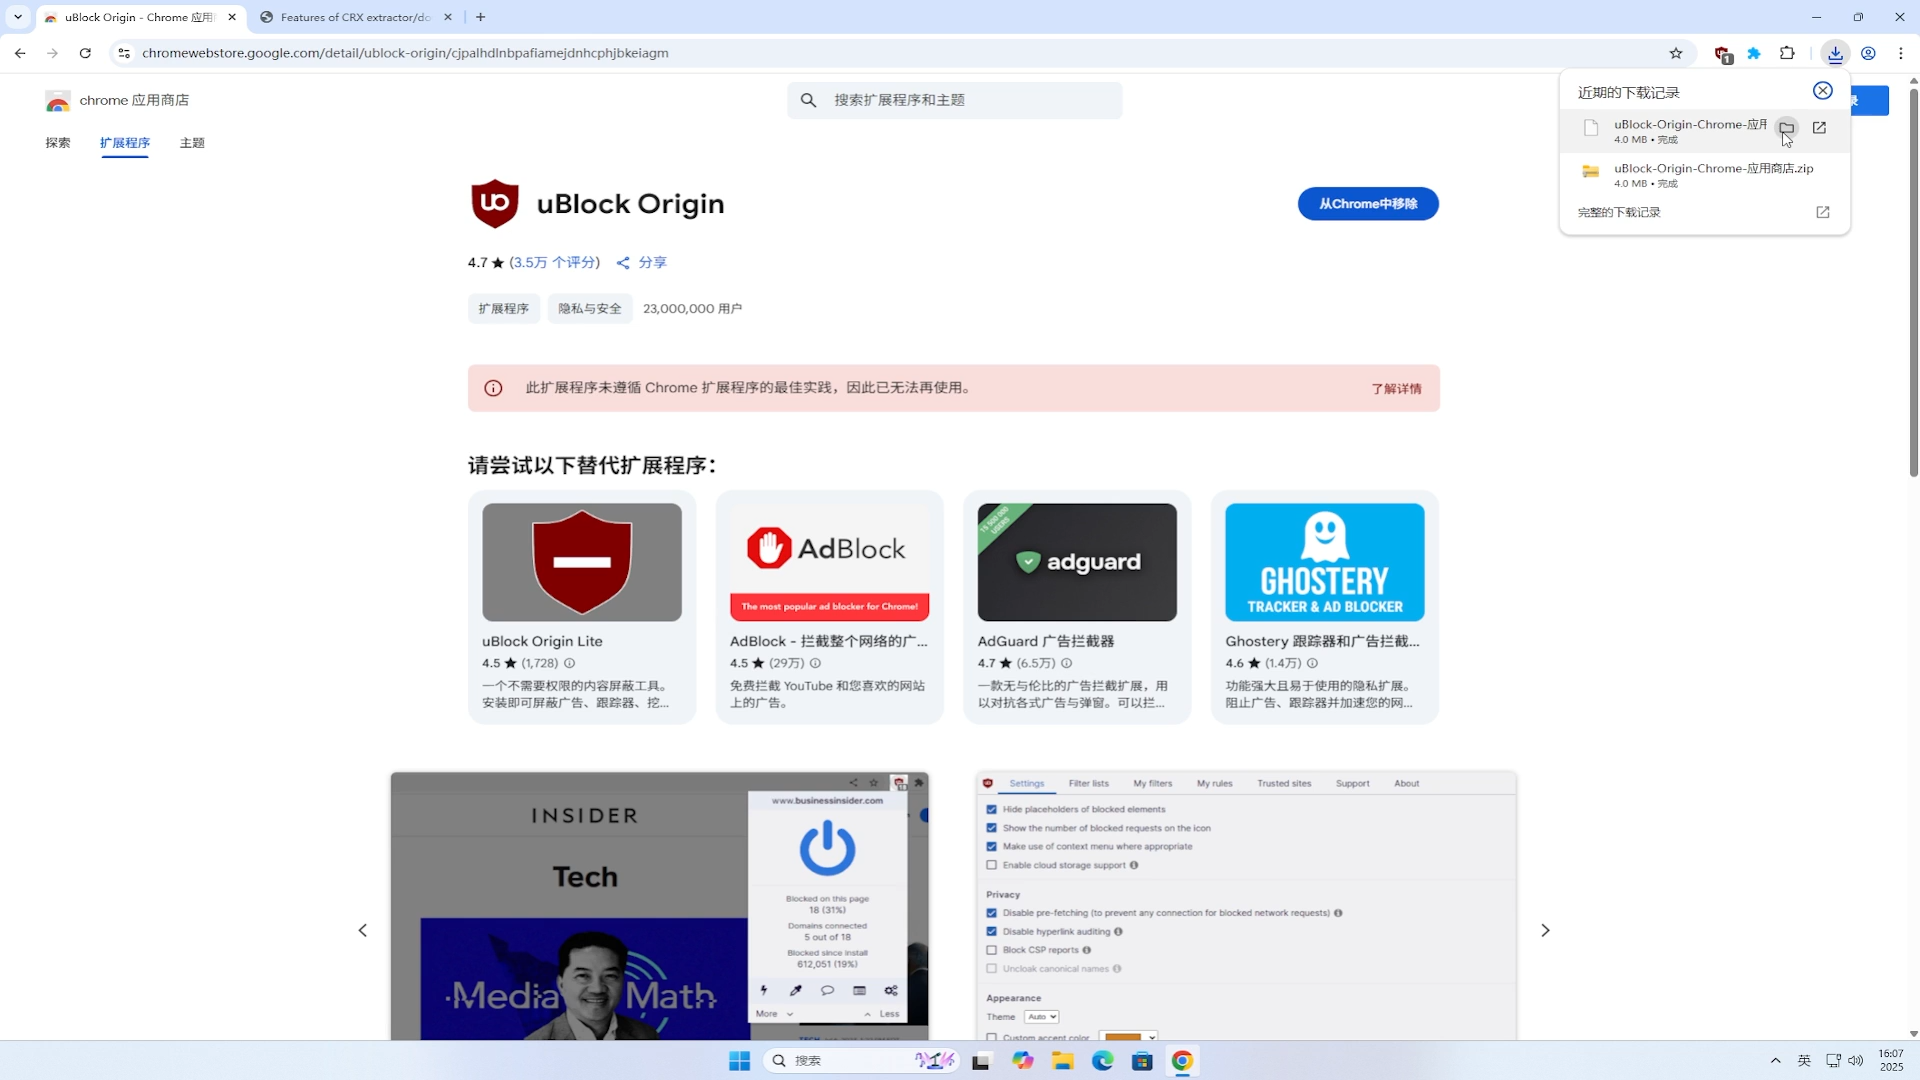 uBlock Origin - Chrome 应用
Features of CRX extractor/do
chromewebstore.google.com/detail/ublock-origin/cjpalhdlnbpafiamejdnhcphjbkeiagm
1
chrome 应用商店
搜索扩展程序和主题
录
近期的下载记录
uBlock-Origin-Chrome-应用
4.0 MB • 完成
uBlock-Origin-Chrome-应用商店.zip
4.0 MB • 完成
完整的下载记录
探索
扩展程序
主题
uBlock Origin
从Chrome中移除
4.7 ★ (3.5万 个评分)
分享
扩展程序
隐私与安全
23,000,000 用户
此扩展程序未遵循 Chrome 扩展程序的最佳实践，因此已无法再使用。
了解详情
请尝试以下替代扩展程序：
AdBlock
The most popular ad blocker for Chrome!
adguard
GHOSTERY
TRACKER & AD BLOCKER
uBlock Origin Lite
4.5 ★ (1,728)
一个不需要权限的内容屏蔽工具。
安装即可屏蔽广告、跟踪器、挖...
AdBlock - 拦截整个网络的广...
4.5 ★ (29万)
免费拦截 YouTube 和您喜欢的网站
上的广告。
AdGuard 广告拦截器
4.7 ★ (6.5万)
一款无与伦比的广告拦截扩展，用
以对抗各式广告与弹窗。可以拦...
Ghostery 跟踪器和广告拦截...
4.6 ★ (1.4万)
功能强大且易于使用的隐私扩展。
阻止广告、跟踪器并加速您的网...
INSIDER
Tech
Media Math
www.businessinsider.com
Blocked on this page
18 (31%)
Domains connected
5 out of 18
Blocked since install
612,051 (19%)
More
Less
Settings
Filter lists
My filters
My rules
Trusted sites
Support
About
Hide placeholders of blocked elements
Show the number of blocked requests on the icon
Make use of context menu where appropriate
Enable cloud storage support
Privacy
Disable pre-fetching (to prevent any connection for blocked network requests)
Disable hyperlink auditing
Block CSP reports
Uncloak canonical names
Appearance
Theme Auto
Custom accent color
搜索
英
16:07
2025